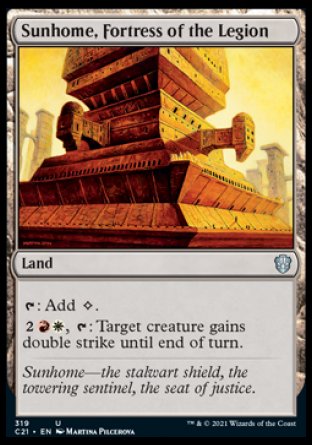 Sunhome, Fortress of the Legion
Land
: Add .
2, : Target creature gains
double strike until end of turn.
Sunhome—the stalwart shield, the
towering sentinel, the seat of justice.
319 U
C21 • EN MARTINA PILCEROVA
™ & © 2021 Wizards of the Coast